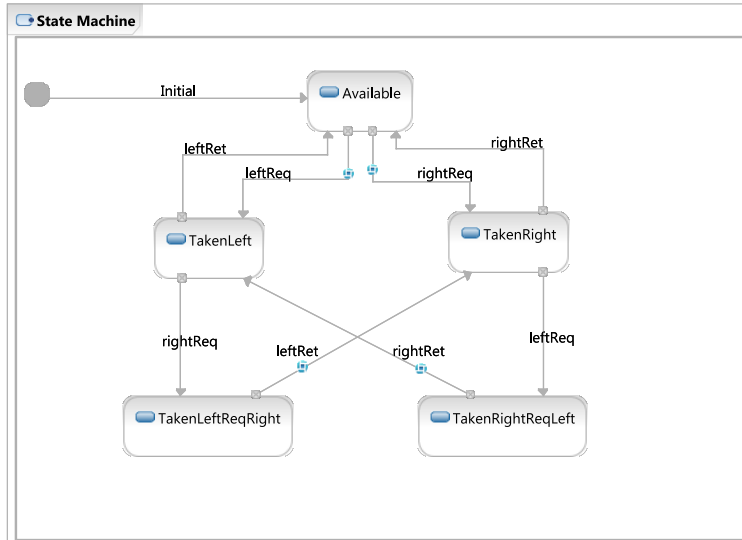 State Machine
Initial
Available
leftRet
rightRet
leftReq
rightReq
TakenLeft
TakenRight
rightReq
leftRet
rightRet
leftReq
TakenLeftReqRight
TakenRightReqLeft